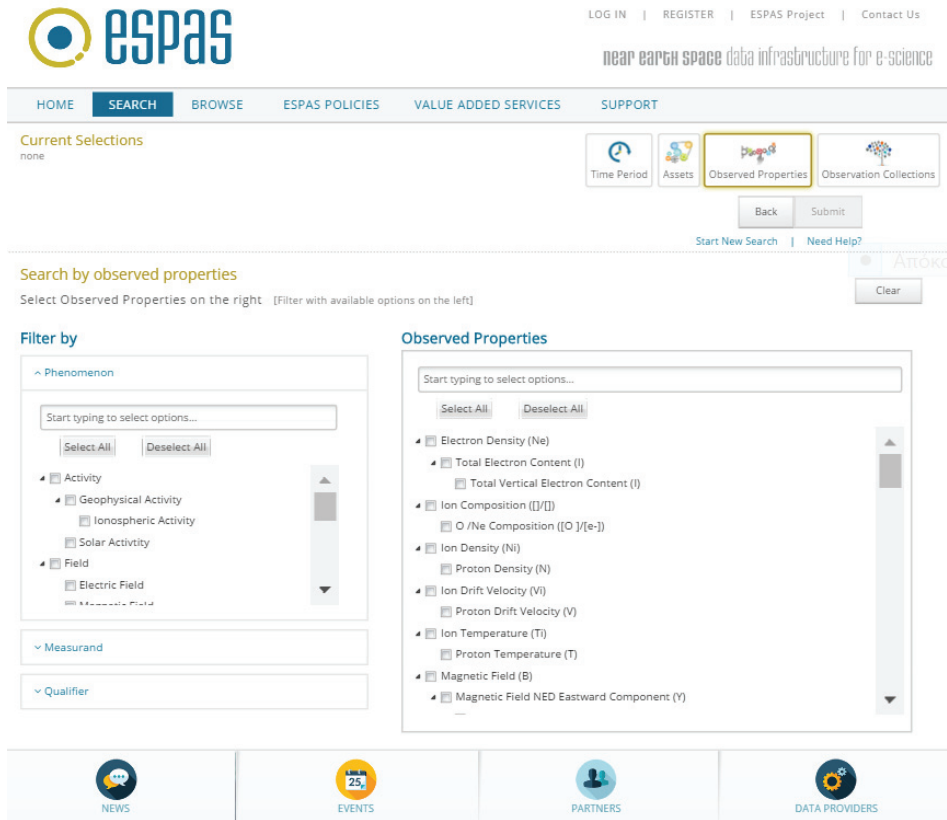 espas
LOG IN | REGISTER | ESPAS Project | Contact Us
near earth space data infrastructure for e-science
HOME SEARCH BROWSE ESPAS POLICIES VALUE ADDED SERVICES SUPPORT
Current Selections
none
Time Period Assets Observed Properties Observation Collections
Back Submit
Start New Search | Need Help?
Search by observed properties
Select Observed Properties on the right [Filter with available options on the left]
Clear
Filter by
Phenomenon
Start typing to select options...
Select All Deselect All
Activity
Geophysical Activity
Ionospheric Activity
Solar Activtity
Field
Electric Field
Magnetic Field
Measurand
Qualifier
Observed Properties
Start typing to select options...
Select All Deselect All
Electron Density (Ne)
Total Electron Content (I)
Total Vertical Electron Content (I)
Ion Composition ([]/[])
O /Ne Composition ([O ]/[e-])
Ion Density (Ni)
Proton Density (N)
Ion Drift Velocity (Vi)
Proton Drift Velocity (V)
Ion Temperature (Ti)
Proton Temperature (T)
Magnetic Field (B)
Magnetic Field NED Eastward Component (Y)
25
NEWS EVENTS PARTNERS DATA PROVIDERS